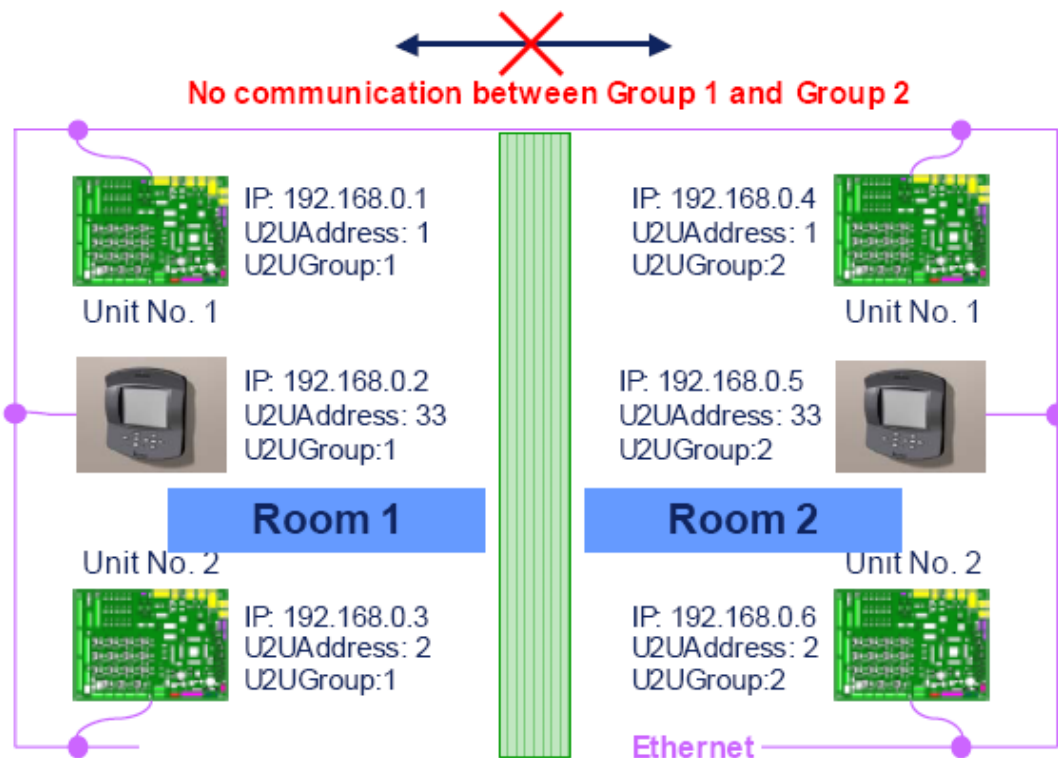 No communication between Group 1 and Group 2
IP: 192.168.0.1
U2UAddress: 1
U2UGroup:1
Unit No. 1
IP: 192.168.0.2
U2UAddress: 33
U2UGroup:1
Room 1
Unit No. 2
IP: 192.168.0.3
U2UAddress: 2
U2UGroup:1
IP: 192.168.0.4
U2UAddress: 1
U2UGroup:2
Unit No. 1
IP: 192.168.0.5
U2UAddress: 33
U2UGroup:2
Room 2
Unit No. 2
IP: 192.168.0.6
U2UAddress: 2
U2UGroup:2
Ethernet